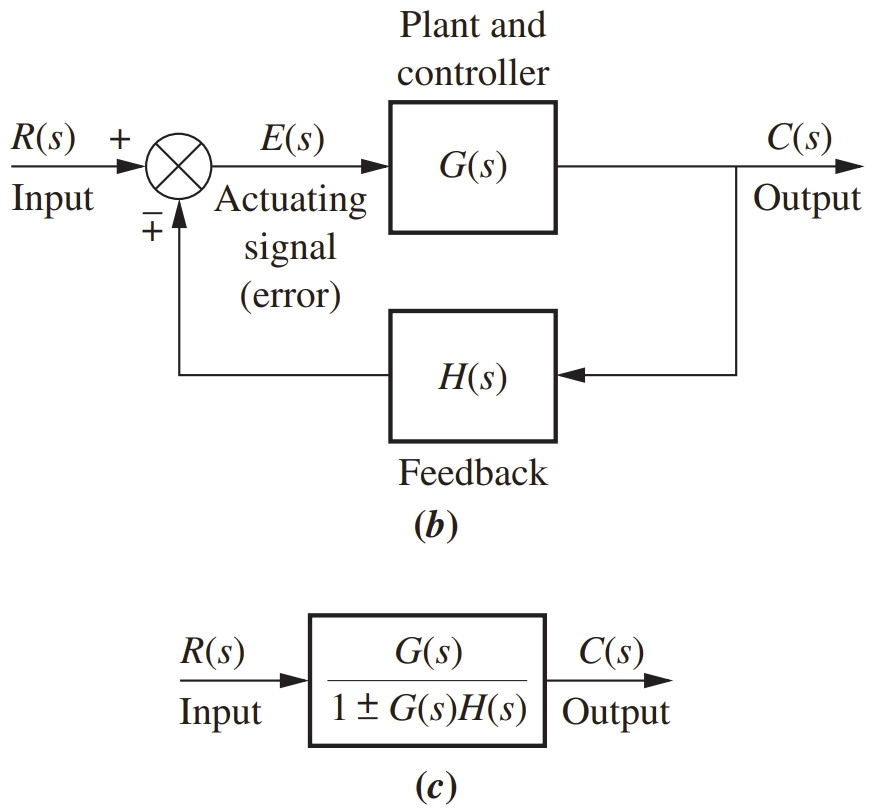 Plant and
controller
R(s) + E(s) G(s) C(s)
Input Actuating Output
∓ signal
(error)
H(s)
Feedback
(b)
R(s) G(s) C(s)
Input 1 ± G(s)H(s) Output
(c)